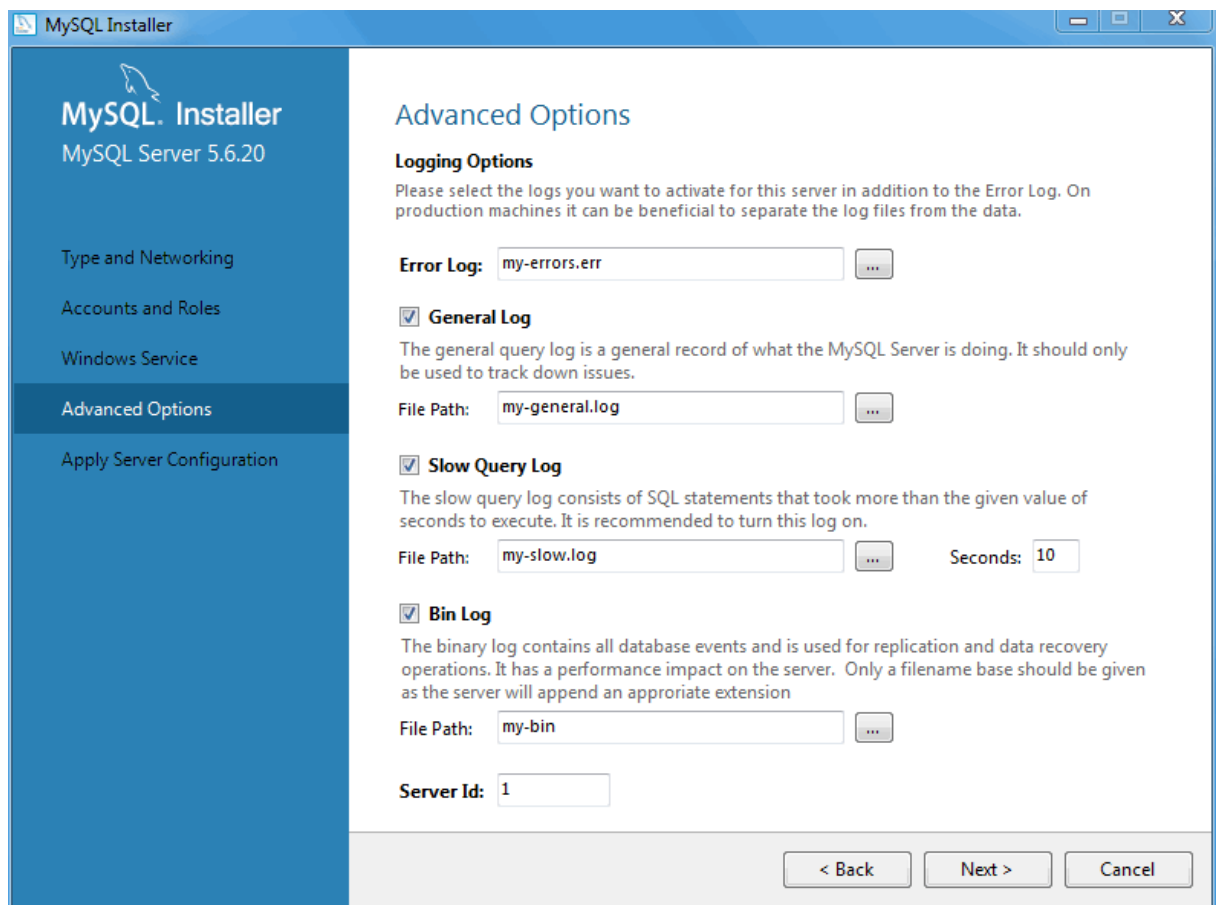 MySQL Installer
MySQL. Installer
MySQL Server 5.6.20
Type and Networking
Accounts and Roles
Windows Service
Advanced Options
Apply Server Configuration
Advanced Options
Logging Options
Please select the logs you want to activate for this server in addition to the Error Log. On
production machines it can be beneficial to separate the log files from the data.
Error Log: my-errors.err ...
General Log
The general query log is a general record of what the MySQL Server is doing. It should only
be used to track down issues.
File Path: my-general.log ...
Slow Query Log
The slow query log consists of SQL statements that took more than the given value of
seconds to execute. It is recommended to turn this log on.
File Path: my-slow.log ... Seconds: 10
Bin Log
The binary log contains all database events and is used for replication and data recovery
operations. It has a performance impact on the server. Only a filename base should be given
as the server will append an approriate extension
File Path: my-bin ...
Server Id: 1
< Back Next > Cancel